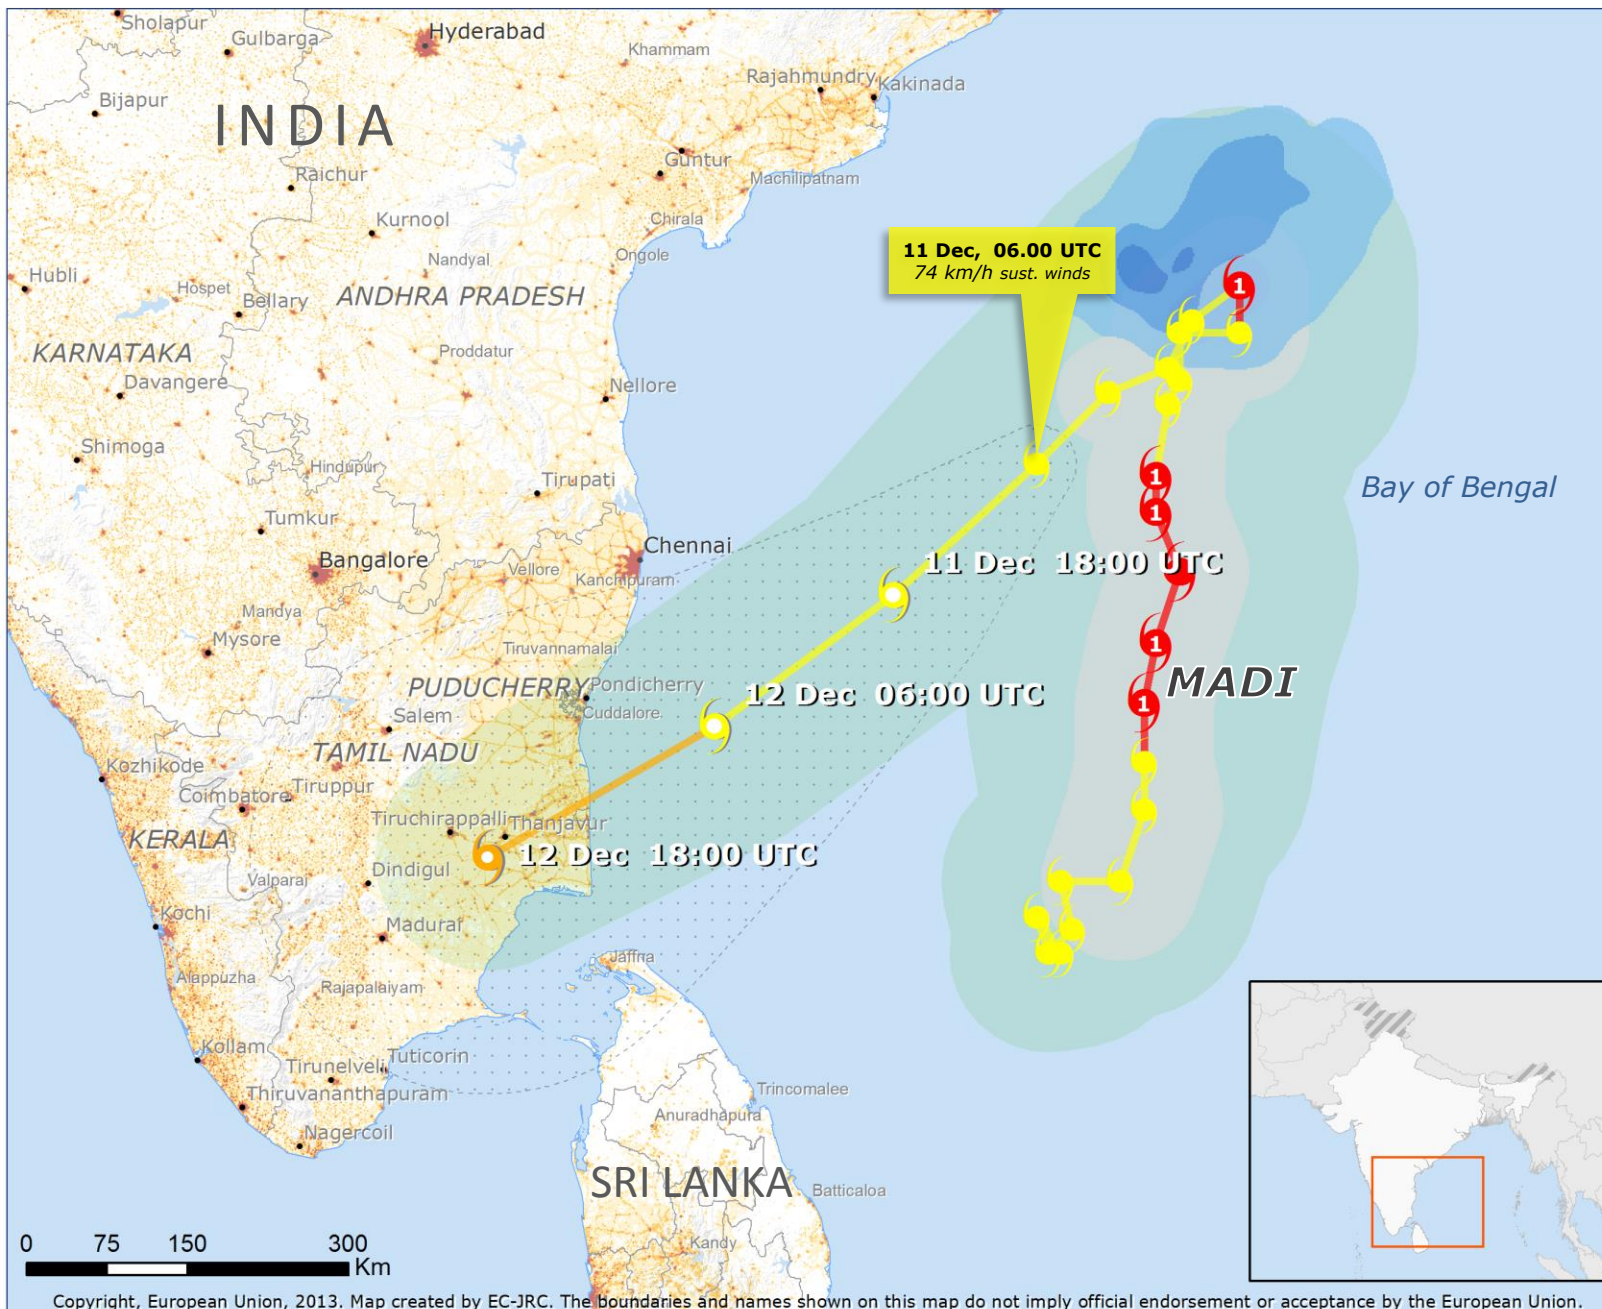 Sholapur
Gulbarga
Hyderabad
Khammam
Rajahmundry
Kakinada
Bijapur
INDIA
Guntur
Machilipatnam
Raichur
Kurnool
Chirala
Ongole
11 Dec, 06.00 UTC
74 km/h sust. winds
Nandyal
Hubli
Hospet
Bellary
ANDHRA PRADESH
KARNATAKA
Proddatur
Davangere
Nellore
1
Shimoga
Hindupur
Tirupati
1
Bay of Bengal
1
Tumkur
Bangalore
Chennai
Vellore
Kanchipuram
11 Dec 18:00 UTC
Mandya
Mysore
Tiruvannamalai
1
MADI
PUDUCHERRY
Pondicherry
12 Dec 06:00 UTC
1
Salem
Cuddalore
TAMIL NADU
Kozhikode
Coimbatore
Tiruppur
Tiruchirappalli
Thanjavur
KERALA
12 Dec 18:00 UTC
Dindigul
Valparai
Kochi
Madurai
Jaffna
Alappuzha
Rajapalaiyam
Kollam
Tirunelveli
Tuticorin
Thiruvananthapuram
Trincomalee
Anuradhapura
Nagercoil
SRI LANKA
Batticaloa
Kandy
0 75 150 300
Km
Copyright, European Union, 2013. Map created by EC-JRC. The boundaries and names shown on this map do not imply official endorsement or acceptance by the European Union.